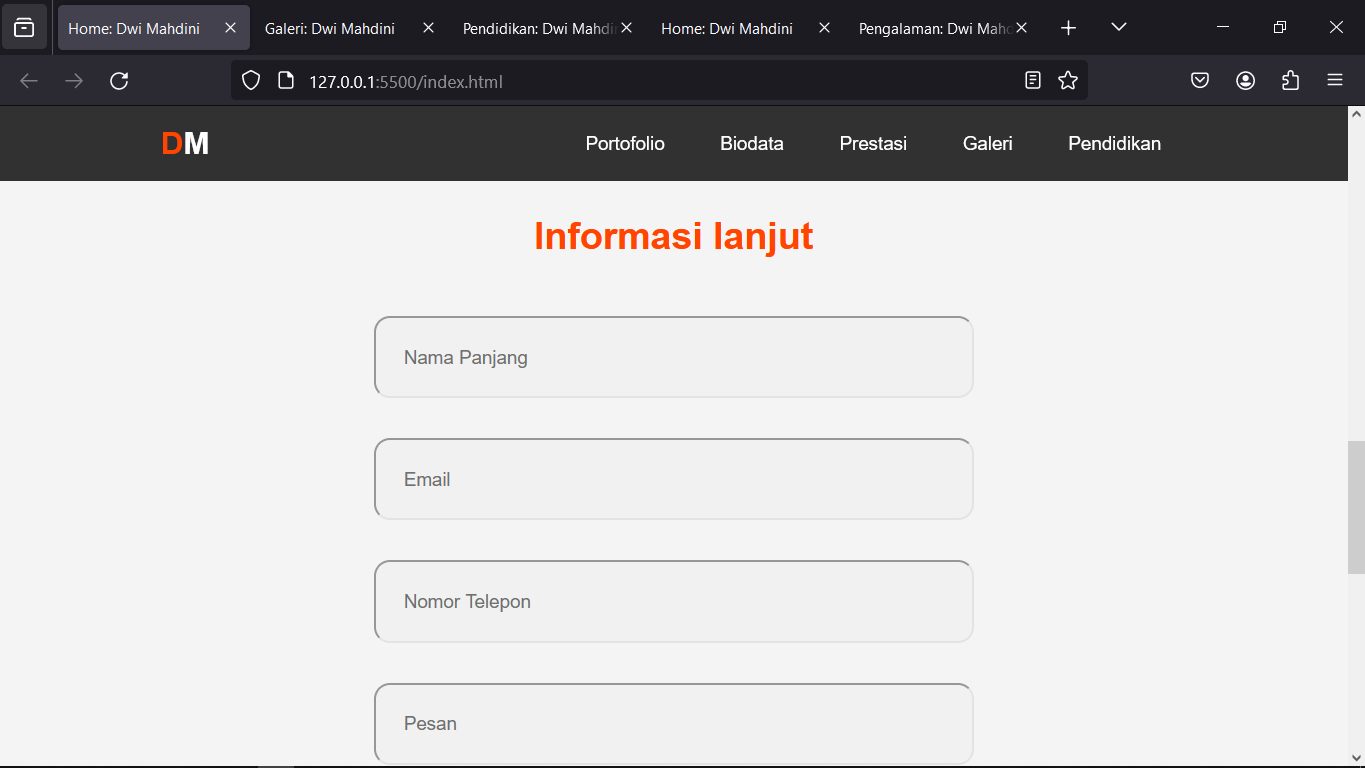 Home: Dwi Mahdini Galeri: Dwi Mahdini Pendidikan: Dwi Mahdini Home: Dwi Mahdini Pengalaman: Dwi Mah
127.0.0.1:5500/index.html
DM Portofolio Biodata Prestasi Galeri Pendidikan
Informasi lanjut
Nama Panjang
Email
Nomor Telepon
Pesan